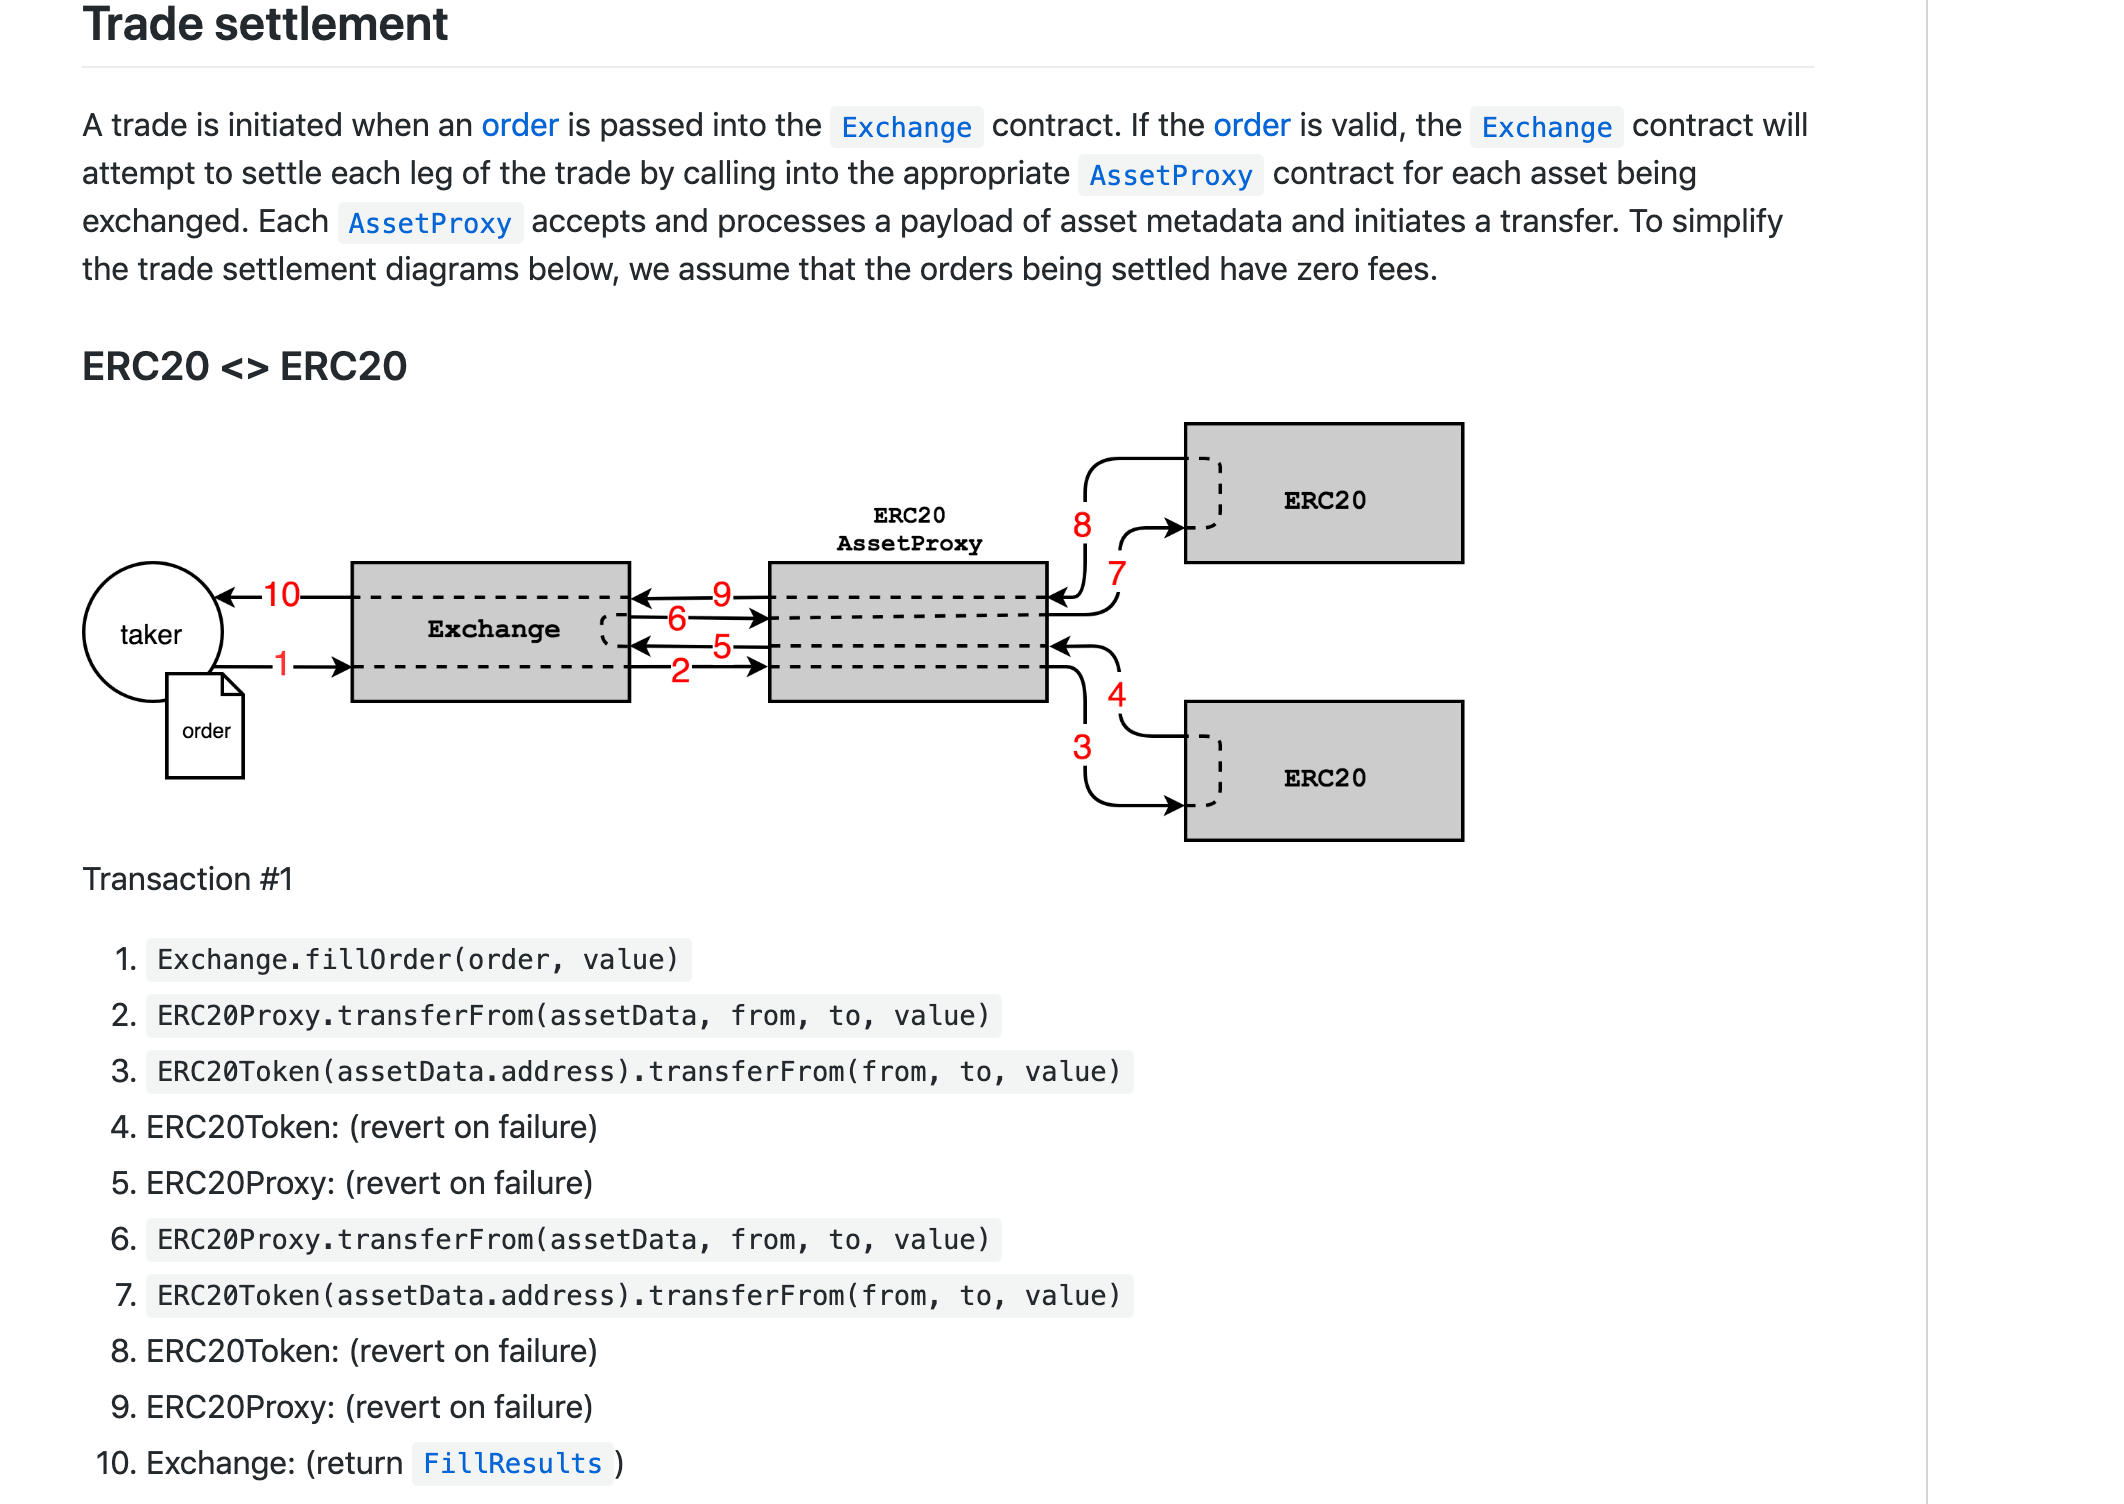 Trade settlement
A trade is initiated when an order is passed into the Exchange contract. If the order is valid, the Exchange contract will
attempt to settle each leg of the trade by calling into the appropriate AssetProxy contract for each asset being
exchanged. Each AssetProxy accepts and processes a payload of asset metadata and initiates a transfer. To simplify
the trade settlement diagrams below, we assume that the orders being settled have zero fees.
ERC20 <> ERC20
ERC20
8
ERC20
AssetProxy
7
10
9
6
Exchange
taker
5
1
2
4
order
3
ERC20
Transaction #1
1. Exchange.fillOrder(order, value)
2. ERC20Proxy.transferFrom(assetData, from, to, value)
3. ERC20Token(assetData.address).transferFrom(from, to, value)
4. ERC20Token: (revert on failure)
5. ERC20Proxy: (revert on failure)
6. ERC20Proxy.transferFrom(assetData, from, to, value)
7. ERC20Token(assetData.address).transferFrom(from, to, value)
8. ERC20Token: (revert on failure)
9. ERC20Proxy: (revert on failure)
10. Exchange: (return FillResults)